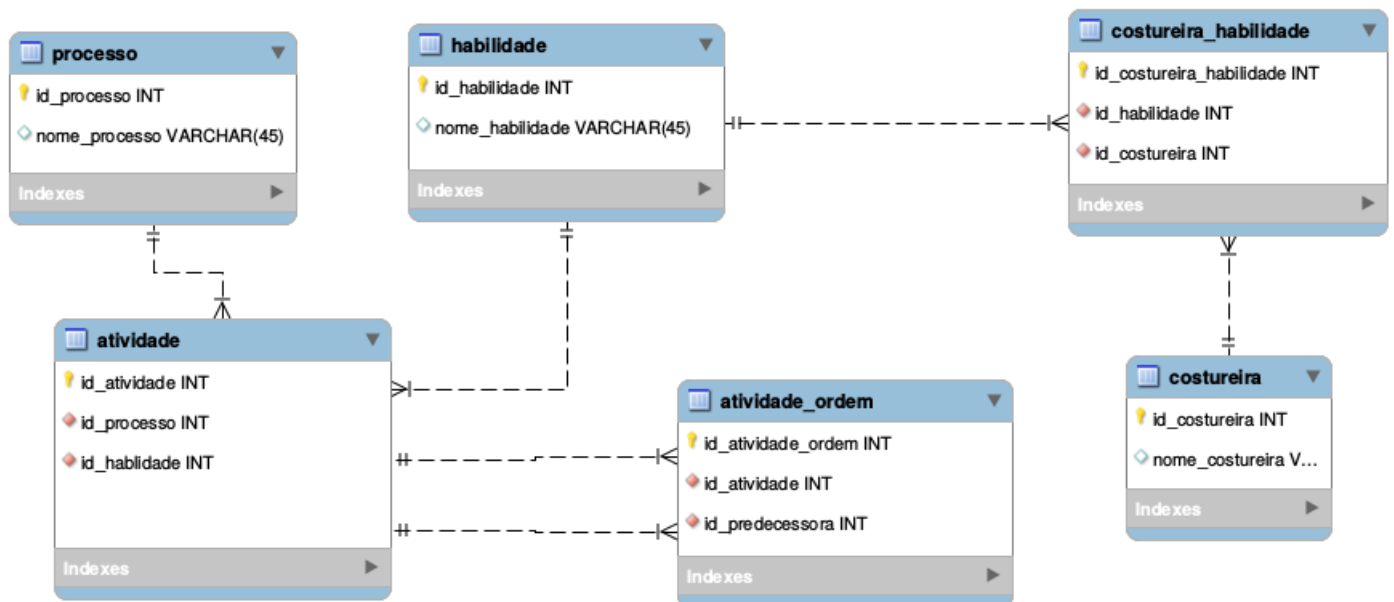 processo
id_processo INT
nome_processo VARCHAR(45)
Indexes
habilidade
id_habilidade INT
nome_habilidade VARCHAR(45)
Indexes
costureira_habilidade
id_costureira_habilidade INT
id_habilidade INT
id_costureira INT
Indexes
atividade
id_atividade INT
id_processo INT
id_hablidade INT
Indexes
atividade_ordem
id_atividade_ordem INT
id_atividade INT
id_predecessora INT
Indexes
costureira
id_costureira INT
nome_costureira V...
Indexes